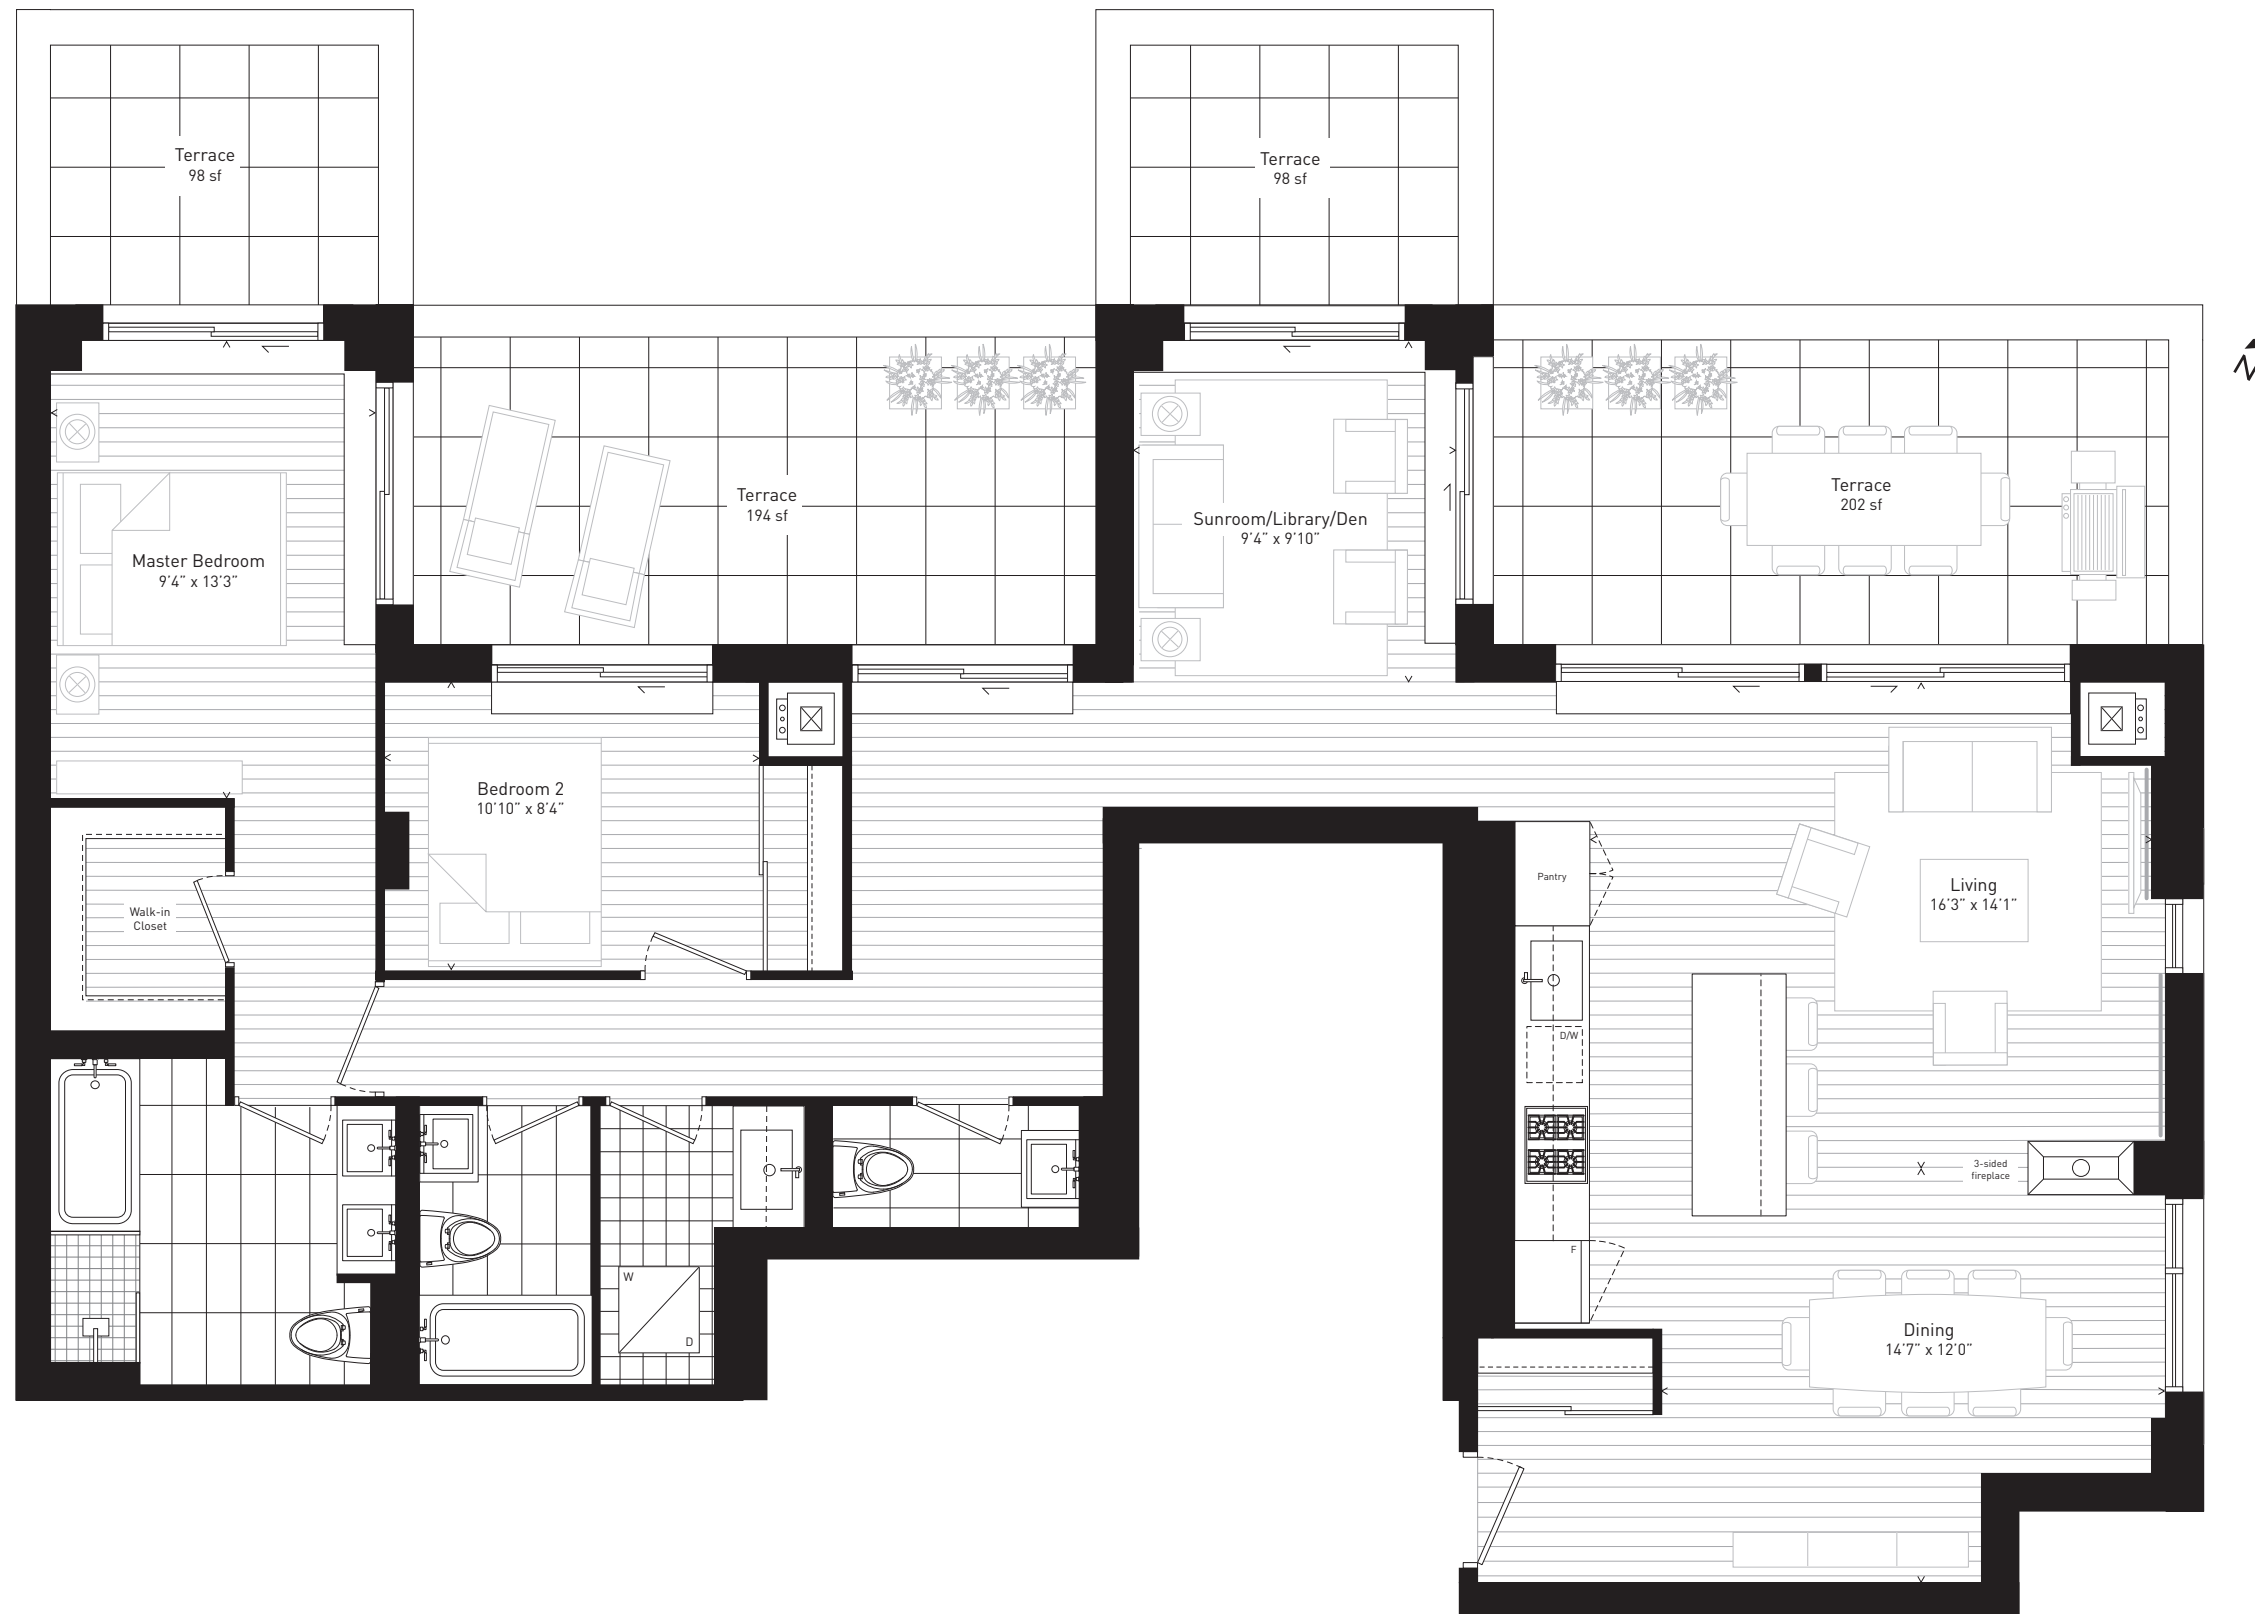 Terrace
98 sf
Terrace
98 sf
Terrace
194 sf
Sunroom/Library/Den
9'4" x 9'10"
Terrace
202 sf
N
Master Bedroom
9'4" x 13'3"
Bedroom 2
10'10" x 8'4"
Walk-in
Closet
Pantry
Living
16'3" x 14'1"
D/W
3-sided
fireplace
F
W
D
Dining
14'7" x 12'0"